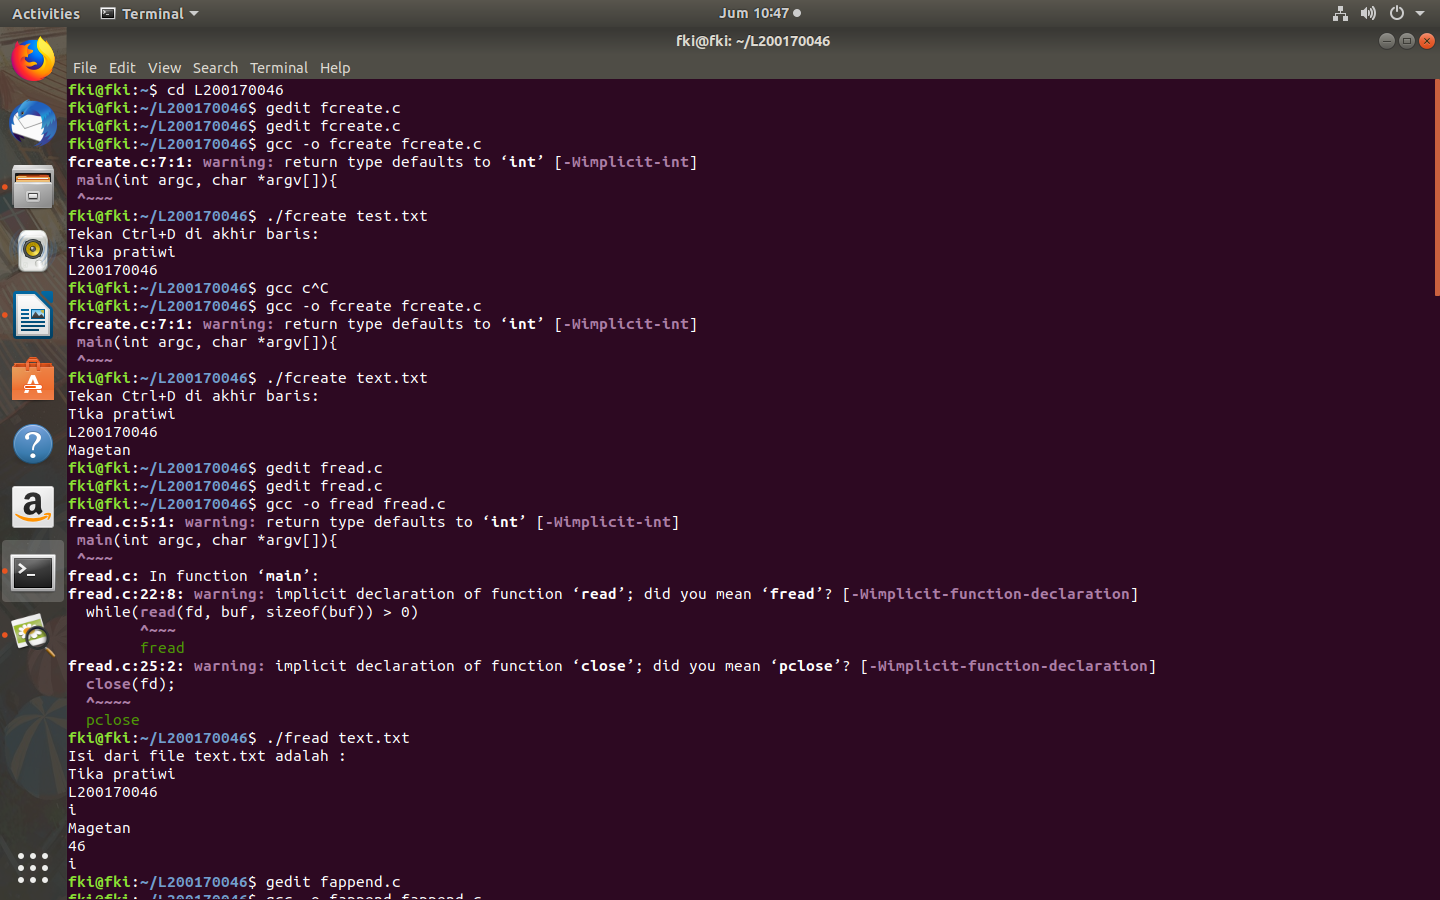 Activities Terminal Jum 10:47
fki@fki: ~/L200170046
File Edit View Search Terminal Help
fki@fki:~$ cd L200170046
fki@fki:~/L200170046$ gedit fcreate.c
fki@fki:~/L200170046$ gedit fcreate.c
fki@fki:~/L200170046$ gcc -o fcreate fcreate.c
fcreate.c:7:1: warning: return type defaults to ‘int’ [-Wimplicit-int]
 main(int argc, char *argv[]){
 ^~~~
fki@fki:~/L200170046$ ./fcreate test.txt
Tekan Ctrl+D di akhir baris:
Tika pratiwi
L200170046
fki@fki:~/L200170046$ gcc c^C
fki@fki:~/L200170046$ gcc -o fcreate fcreate.c
fcreate.c:7:1: warning: return type defaults to ‘int’ [-Wimplicit-int]
 main(int argc, char *argv[]){
 ^~~~
fki@fki:~/L200170046$ ./fcreate text.txt
Tekan Ctrl+D di akhir baris:
Tika pratiwi
L200170046
Magetan
fki@fki:~/L200170046$ gedit fread.c
fki@fki:~/L200170046$ gedit fread.c
fki@fki:~/L200170046$ gcc -o fread fread.c
fread.c:5:1: warning: return type defaults to ‘int’ [-Wimplicit-int]
 main(int argc, char *argv[]){
 ^~~~
fread.c: In function ‘main’:
fread.c:22:8: warning: implicit declaration of function ‘read’; did you mean ‘fread’? [-Wimplicit-function-declaration]
  while(read(fd, buf, sizeof(buf)) > 0)
        ^~~~
        fread
fread.c:25:2: warning: implicit declaration of function ‘close’; did you mean ‘pclose’? [-Wimplicit-function-declaration]
  close(fd);
  ^~~~~
  pclose
fki@fki:~/L200170046$ ./fread text.txt
Isi dari file text.txt adalah :
Tika pratiwi
L200170046
i
Magetan
46
i
fki@fki:~/L200170046$ gedit fappend.c
fki@fki:~/L200170046$ gcc -o fappend fappend.c